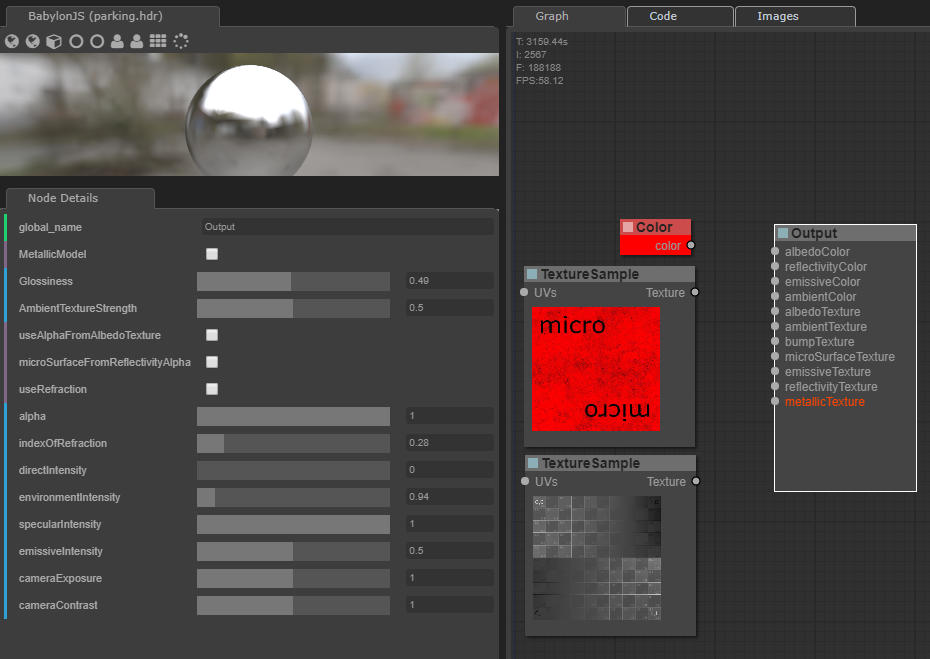 BabylonJS (parking.hdr)
Node Details
global_name
Output
MetallicModel
Glossiness
0.49
AmbientTextureStrength
0.5
useAlphaFromAlbedoTexture
microSurfaceFromReflectivityAlpha
useRefraction
alpha
1
indexOfRefraction
0.28
directIntensity
0
environmentIntensity
0.94
specularIntensity
1
emissiveIntensity
0.5
cameraExposure
1
cameraContrast
1
Graph
Code
Images
T: 3159.44s
I: 2567
F: 188188
FPS:58.12
Color
color
TextureSample
UVs
Texture
micro
micro
TextureSample
UVs
Texture
Output
albedoColor
reflectivityColor
emissiveColor
ambientColor
albedoTexture
ambientTexture
bumpTexture
microSurfaceTexture
emissiveTexture
reflectivityTexture
metallicTexture